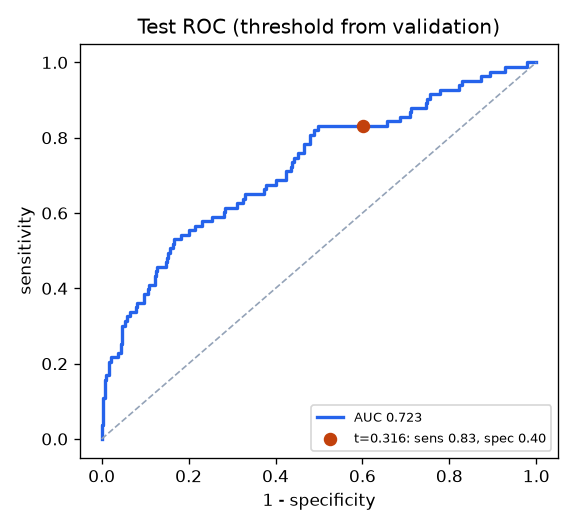 Test ROC (threshold from validation)
sensitivity
1.0
0.8
0.6
0.4
0.2
0.0
0.0 0.2 0.4 0.6 0.8 1.0
1 - specificity
AUC 0.723
t=0.316: sens 0.83, spec 0.40